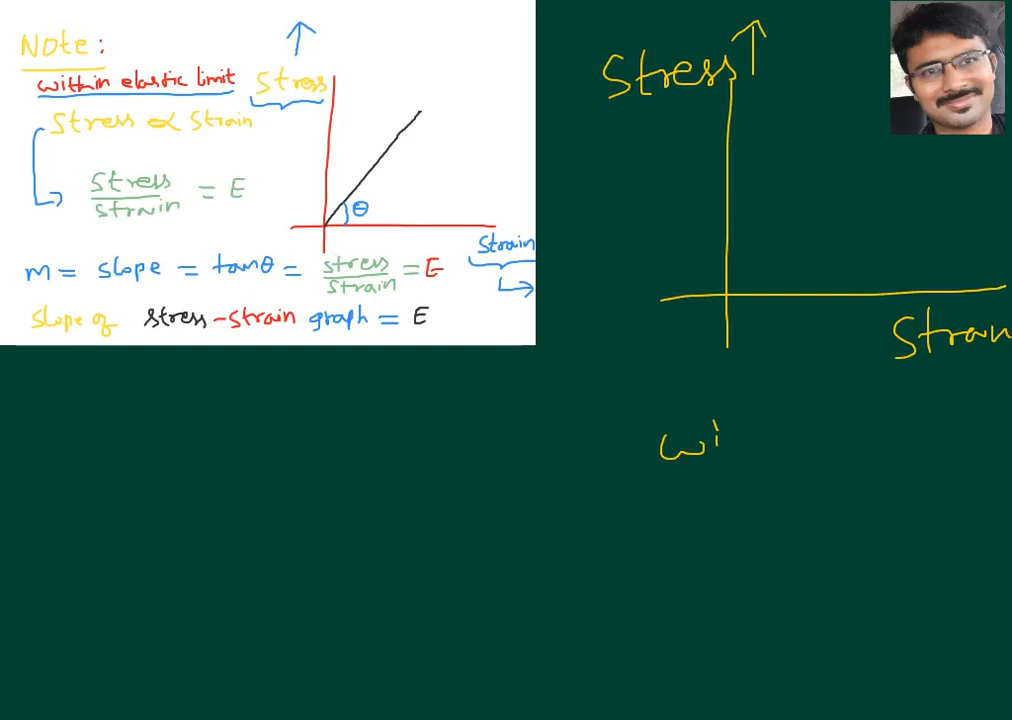 Note:
within elastic limit
Stress
Stress ∝ Strain
stress/strain = E
θ
Strain
m = slope = tanθ = stress/strain = E
slope of stress-strain graph = E
Stress
Strain
wi